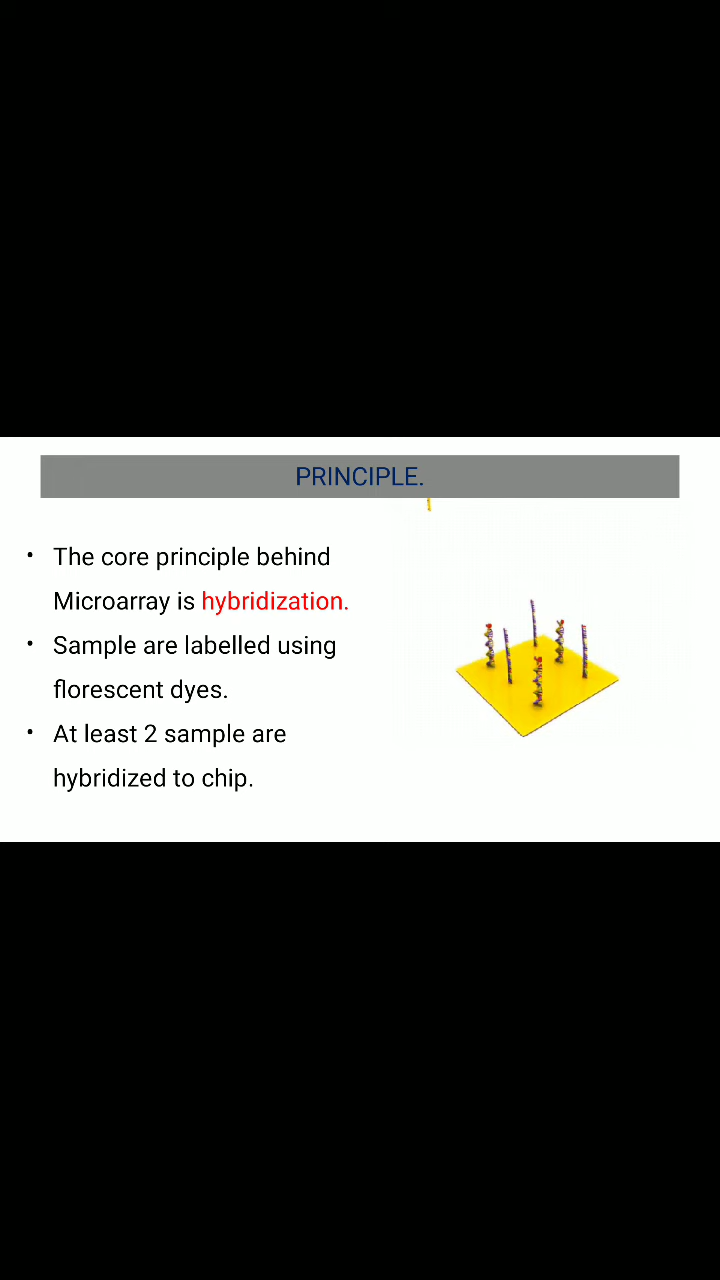 PRINCIPLE.
• The core principle behind
Microarray is hybridization.
• Sample are labelled using
florescent dyes.
• At least 2 sample are
hybridized to chip.